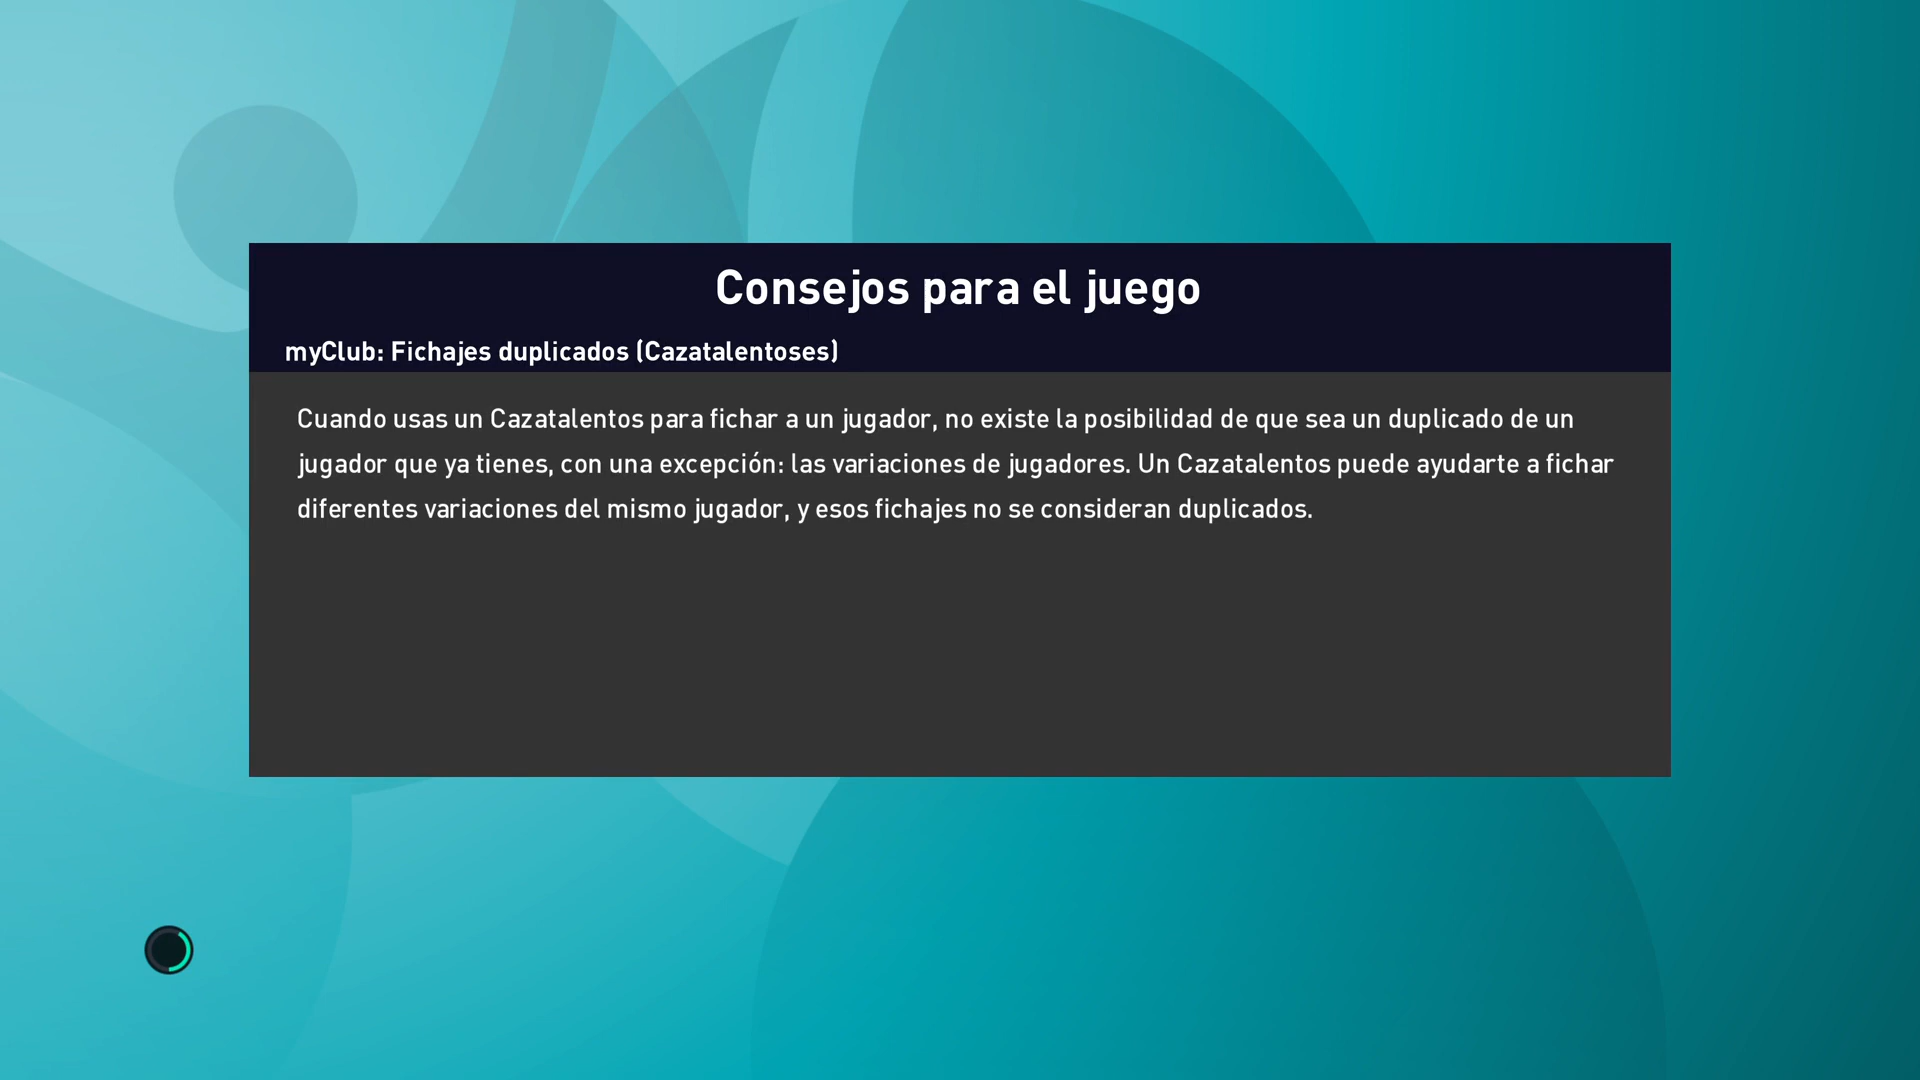 Consejos para el juego
myClub: Fichajes duplicados (Cazatalentoses)
Cuando usas un Cazatalentos para fichar a un jugador, no existe la posibilidad de que sea un duplicado de un
jugador que ya tienes, con una excepción: las variaciones de jugadores. Un Cazatalentos puede ayudarte a fichar
diferentes variaciones del mismo jugador, y esos fichajes no se consideran duplicados.